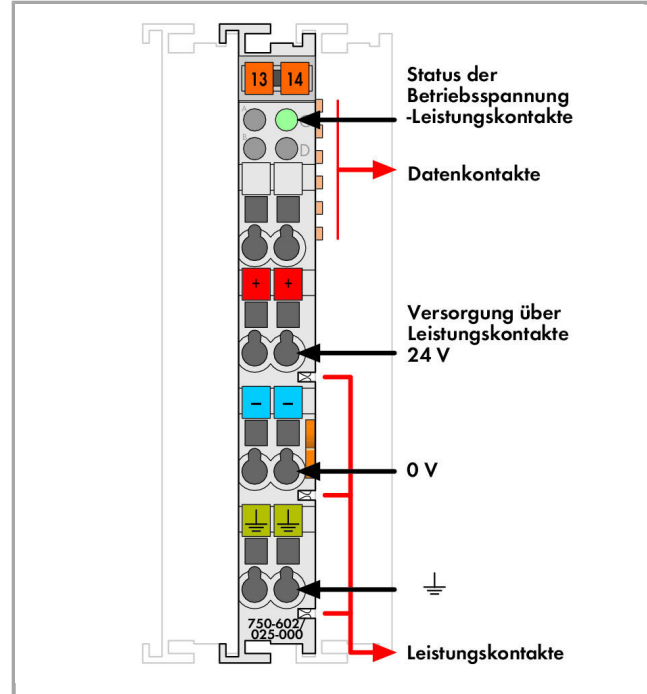 13 14
Status der
Betriebsspannung
-Leistungskontakte
A C
B D
Datenkontakte
+ +
Versorgung über
Leistungskontakte
24 V
– –
0 V
750-602/
025-000
Leistungskontakte